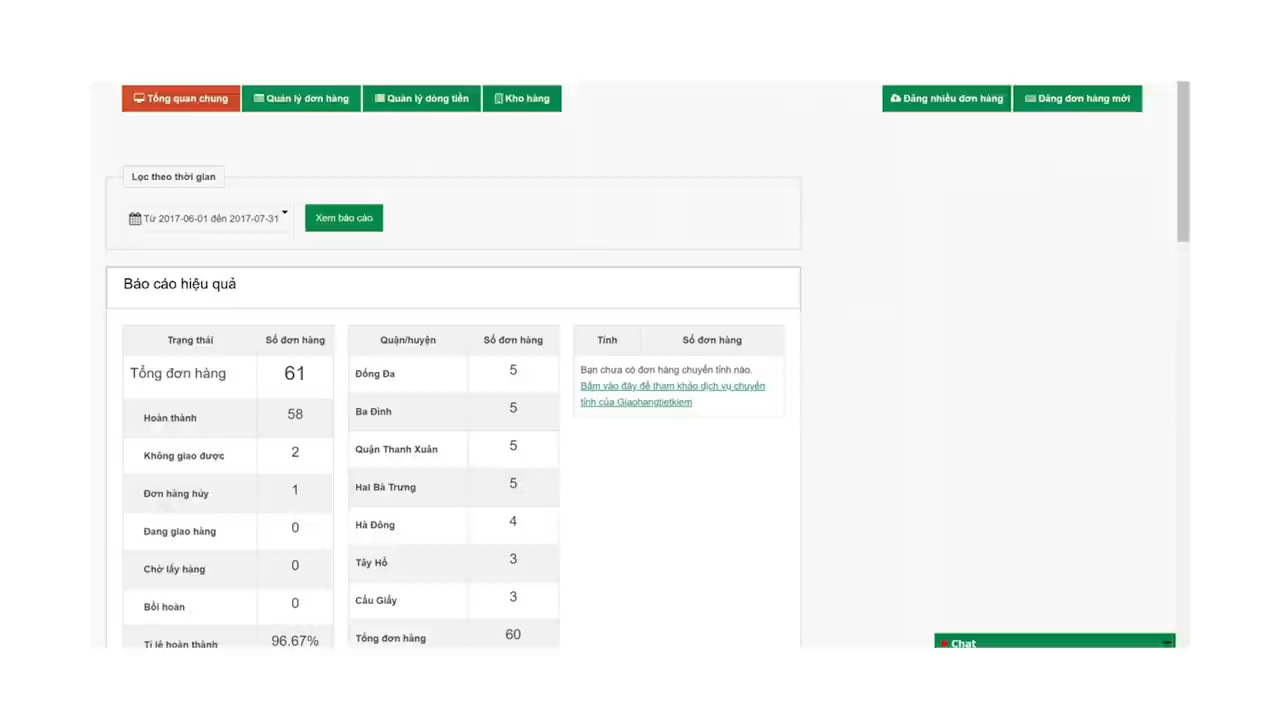 Tổng quan chung Quản lý đơn hàng Quản lý dòng tiền Kho hàng Đăng nhiều đơn hàng Đăng đơn hàng mới
Lọc theo thời gian
Từ 2017-06-01 đến 2017-07-31 Xem báo cáo
Báo cáo hiệu quả
Trạng thái Số đơn hàng
Tổng đơn hàng 61
Hoàn thành 58
Không giao được 2
Đơn hàng hủy 1
Đang giao hàng 0
Chờ lấy hàng 0
Bồi hoàn 0
Tỉ lệ hoàn thành 96.67%
Quận/huyện Số đơn hàng
Đống Đa 5
Ba Đình 5
Quận Thanh Xuân 5
Hai Bà Trưng 5
Hà Đông 4
Tây Hồ 3
Cầu Giấy 3
Tổng đơn hàng 60
Tỉnh Số đơn hàng
Bạn chưa có đơn hàng chuyển tỉnh nào.
Bấm vào đây để tham khảo dịch vụ chuyển
tỉnh của Giaohangtietkiem
Chat